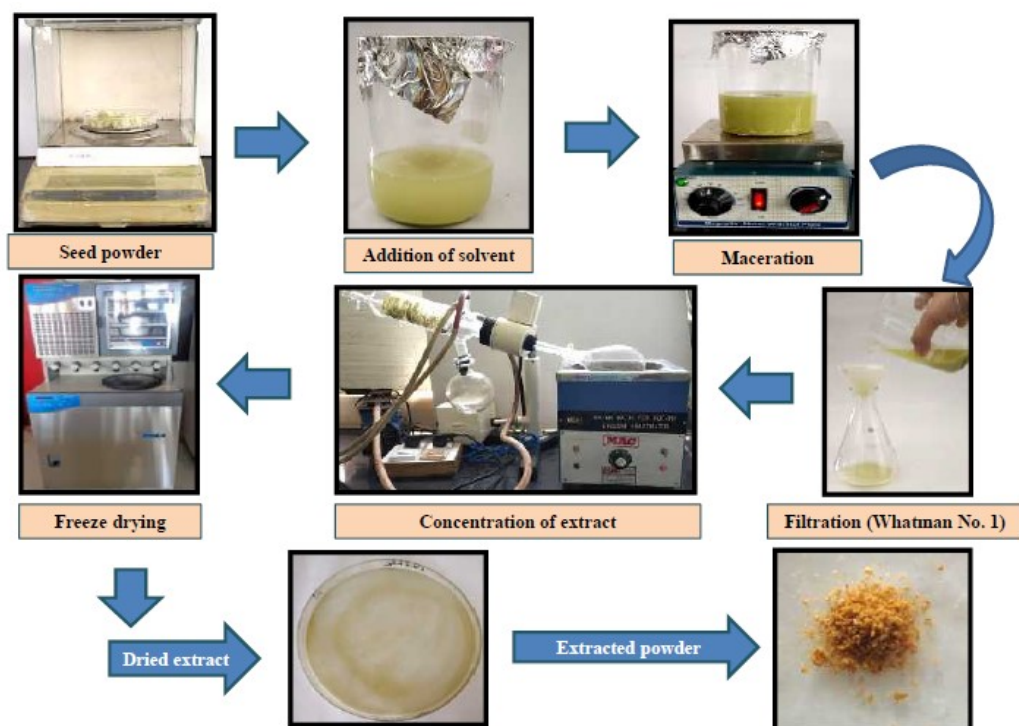 Seed powder
Addition of solvent
Maceration
Freeze drying
MAC
Concentration of extract
Filtration (Whatman No. 1)
Dried extract
Extracted powder